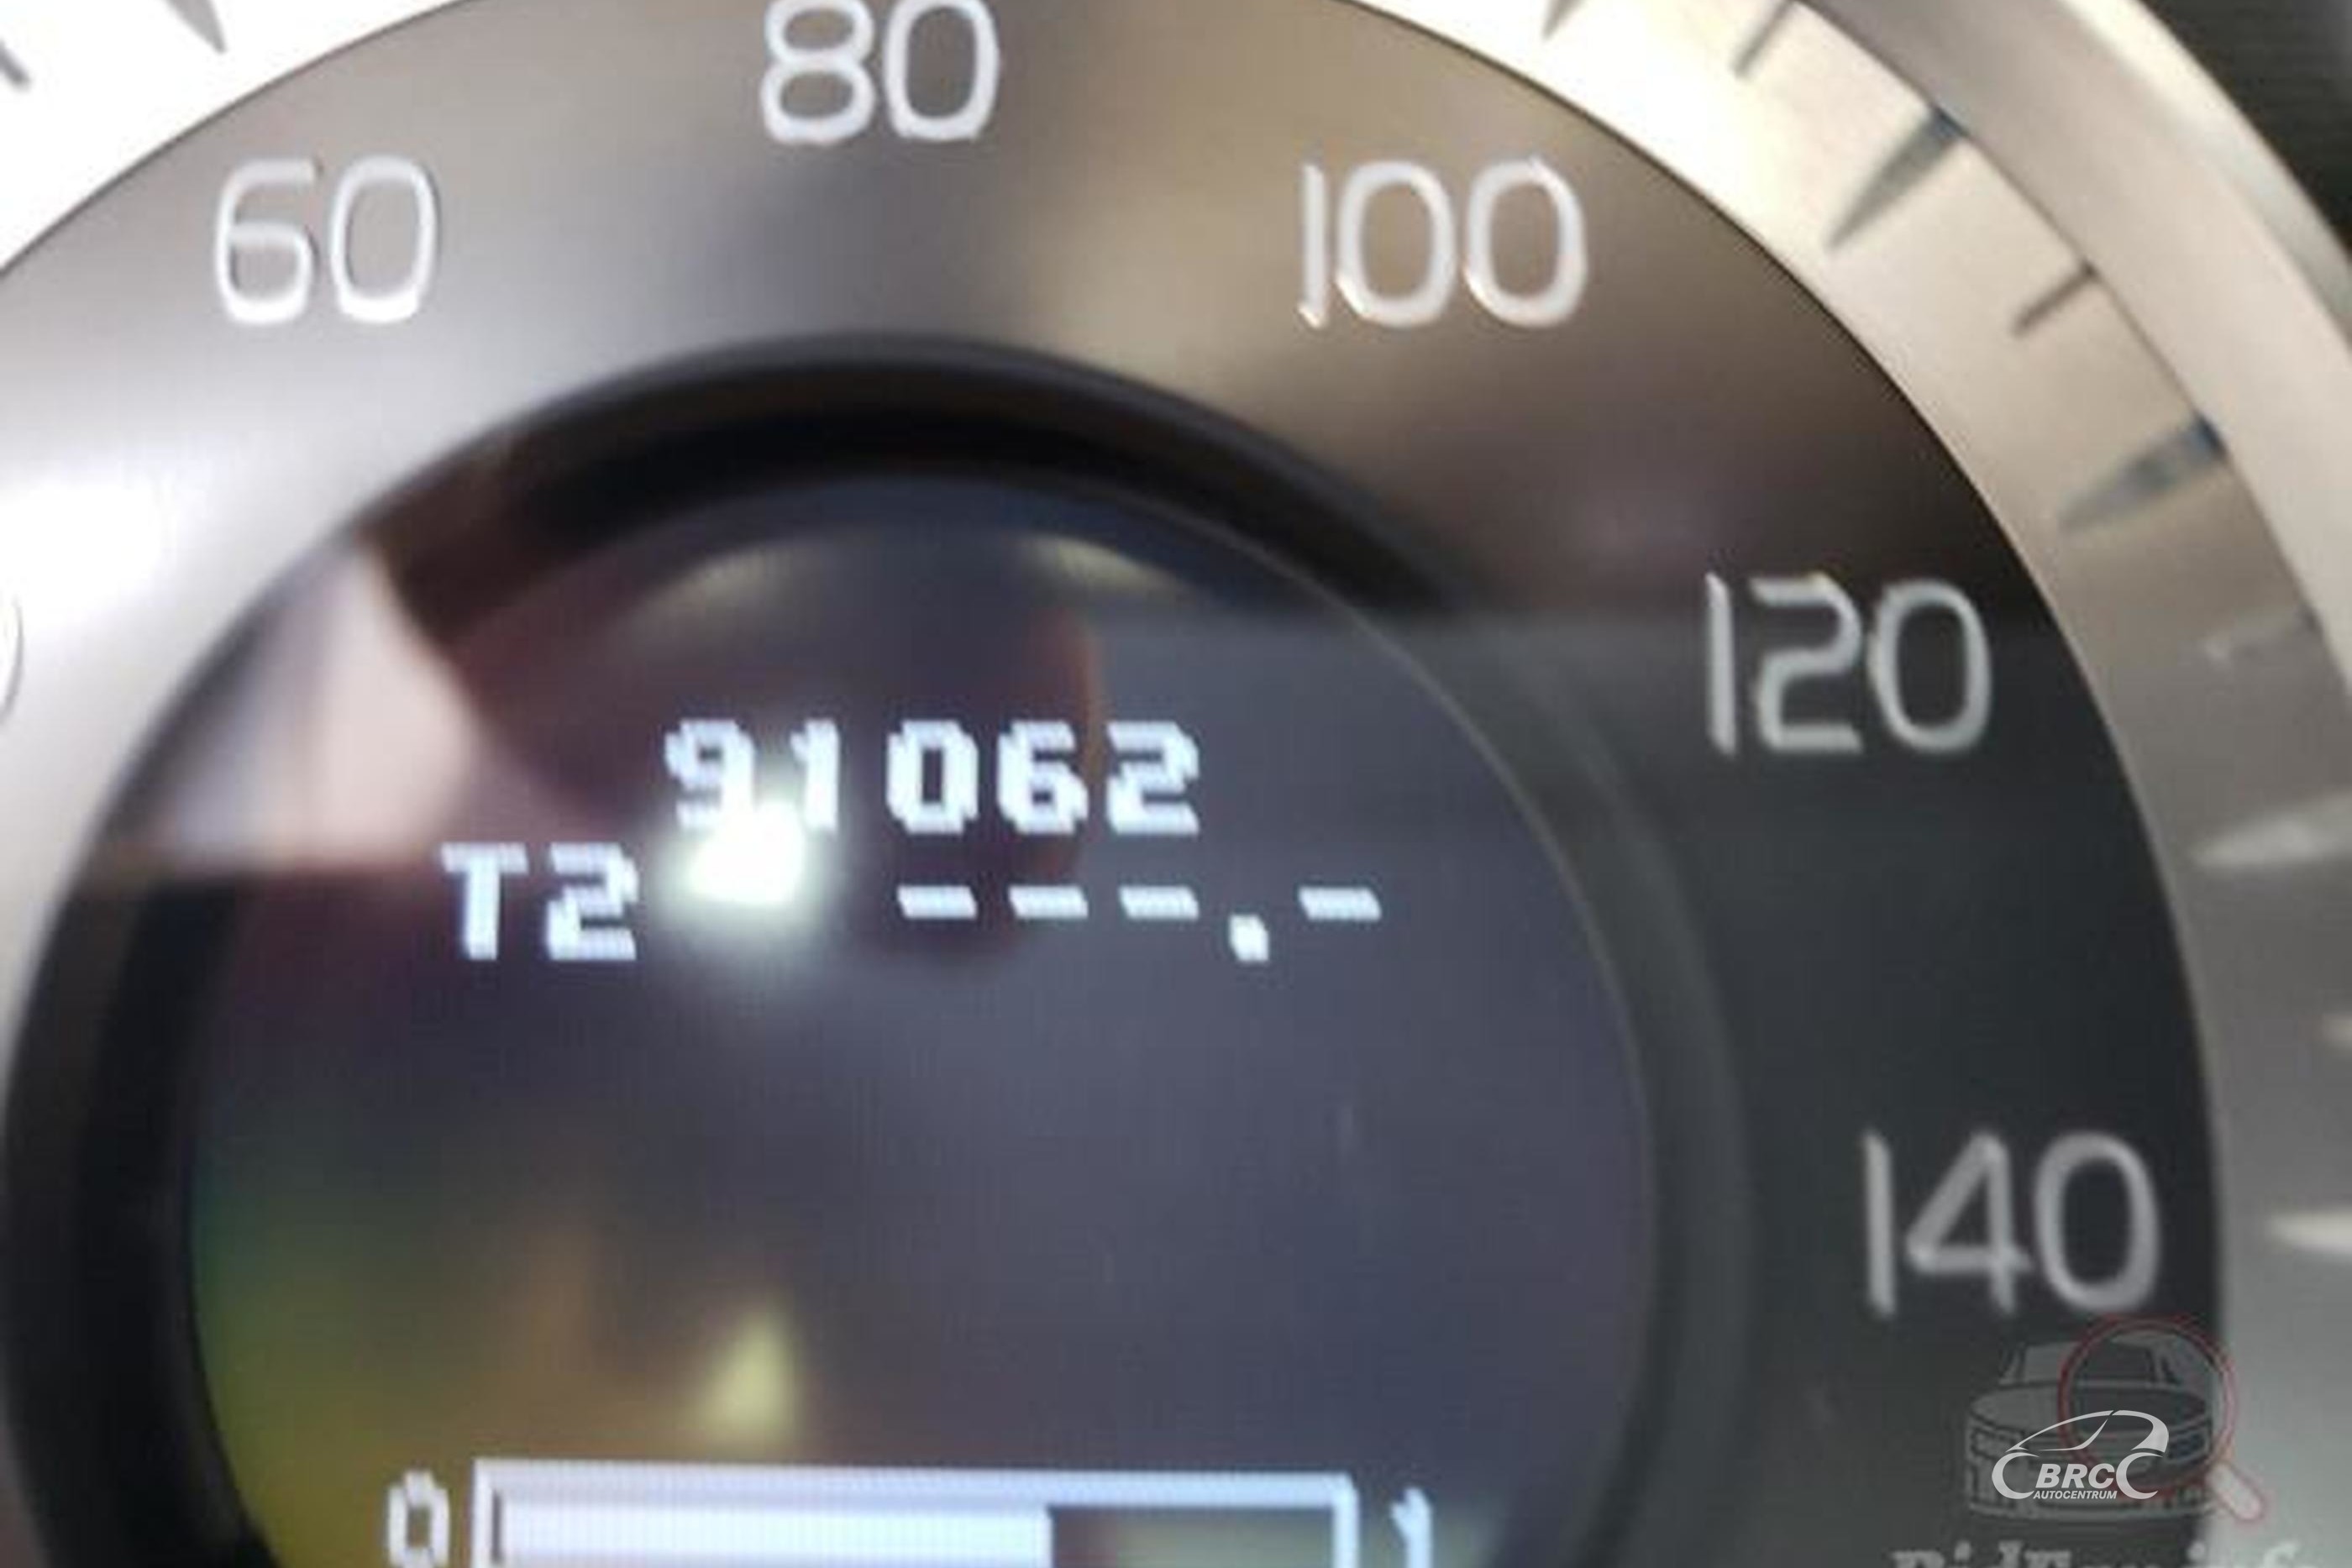 80
60
100
120
91062
T2 ---.-
140
0 1
BRC
AUTOCENTRUM